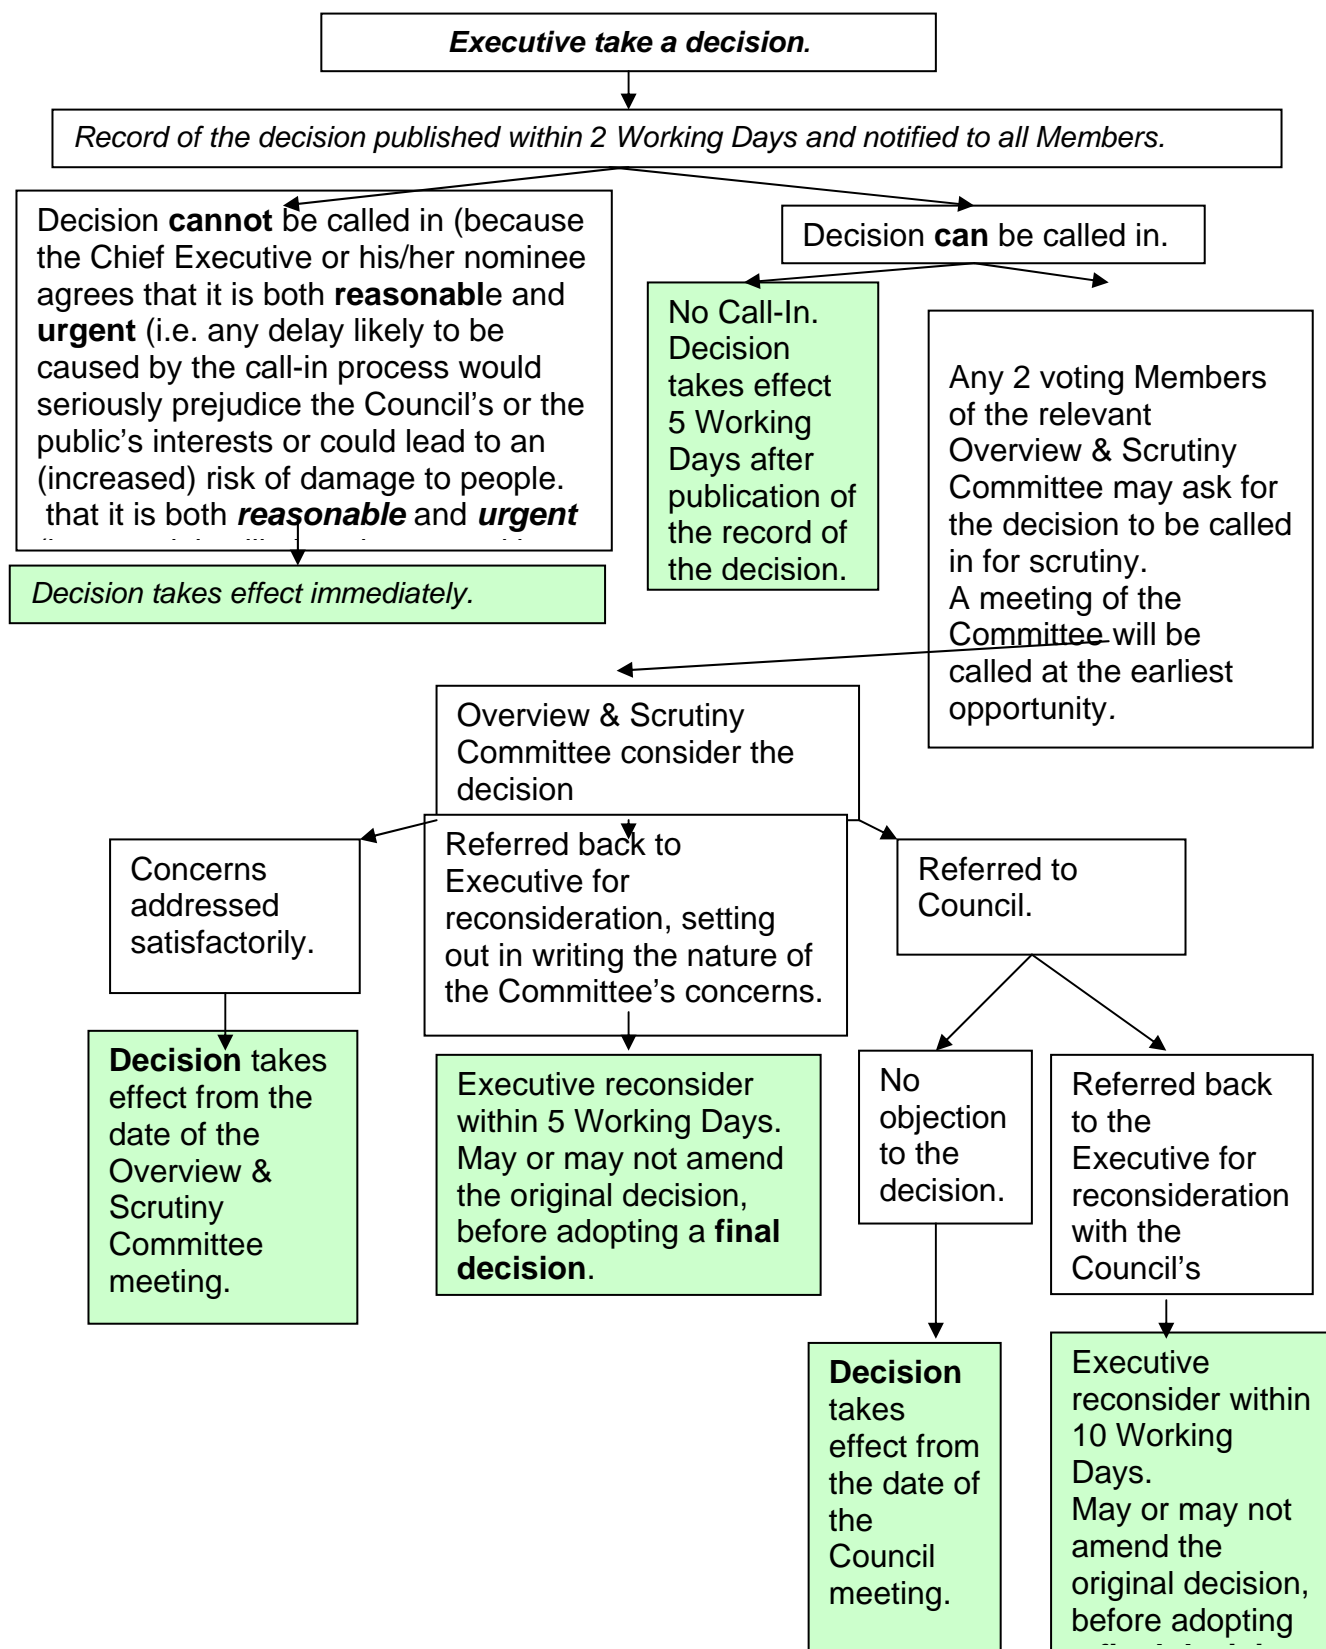 Executive take a decision.
Record of the decision published within 2 Working Days and notified to all Members.
Decision cannot be called in (because
the Chief Executive or his/her nominee
agrees that it is both reasonable and
urgent (i.e. any delay likely to be
caused by the call-in process would
seriously prejudice the Council's or the
public's interests or could lead to an
(increased) risk of damage to people.
that it is both reasonable and urgent
Decision takes effect immediately.
Decision can be called in.
No Call-In.
Decision
takes effect
5 Working
Days after
publication of
the record of
the decision.
Any 2 voting Members
of the relevant
Overview & Scrutiny
Committee may ask for
the decision to be called
in for scrutiny.
A meeting of the
Committee will be
called at the earliest
opportunity.
Overview & Scrutiny
Committee consider the
decision
Concerns
addressed
satisfactorily.
Referred back to
Executive for
reconsideration, setting
out in writing the nature of
the Committee's concerns.
Referred to
Council.
Decision takes
effect from the
date of the
Overview &
Scrutiny
Committee
meeting.
Executive reconsider
within 5 Working Days.
May or may not amend
the original decision,
before adopting a final
decision.
No
objection
to the
decision.
Referred back
to the
Executive for
reconsideration
with the
Council's
Decision
takes
effect from
the date of
the
Council
meeting.
Executive
reconsider within
10 Working
Days.
May or may not
amend the
original decision,
before adopting